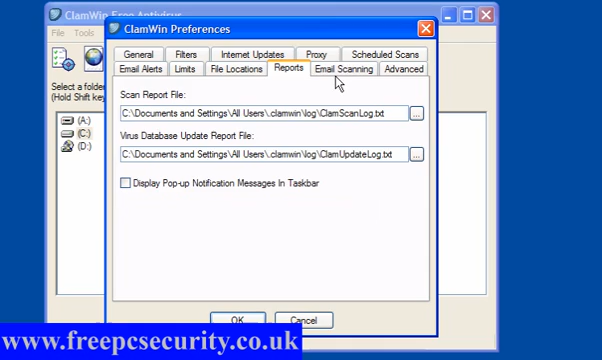 ClamWin Free Antivirus
File Tools
Select a folder
(Hold Shift key
(A:)
(C:)
(D:)
ClamWin Preferences
General Filters Internet Updates Proxy Scheduled Scans
Email Alerts Limits File Locations Reports Email Scanning Advanced
Scan Report File:
C:\Documents and Settings\All Users\.clamwin\log\ClamScanLog.txt
...
Virus Database Update Report File:
C:\Documents and Settings\All Users\.clamwin\log\ClamUpdateLog.txt
...
Display Pop-up Notification Messages In Taskbar
OK Cancel
www.freepcsecurity.co.uk